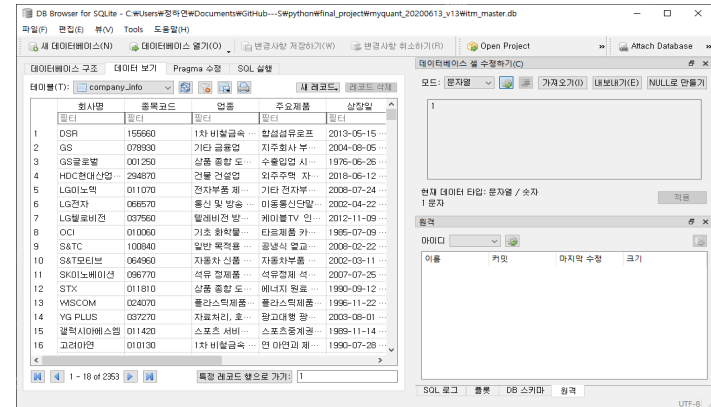 DB Browser for SQLite - C:₩Users₩정하연₩Documents₩GitHub---S₩python₩final_project₩myquant_20200613_v13₩itm_master.db
파일(F) 편집(E) 뷰(V) Tools 도움말(H)
새 데이터베이스(N) 데이터베이스 열기(O) 변경사항 저장하기(W) 변경사항 취소하기(R) Open Project » Attach Database »
데이터베이스 구조 데이터 보기 Pragma 수정 SQL 실행
테이블(T): company_info 새 레코드 레코드 삭제
회사명 종목코드 업종 주요제품 상장일
필터 필터 필터 필터 필터
1 DSR 155660 1차 비철금속 ··· 합섬섬유로프 2013-05-15 ···
2 GS 078930 기타 금융업 지주회사 부··· 2004-08-05 ···
3 GS글로벌 001250 상품 종합 도··· 수출입업 시··· 1976-06-26 ···
4 HDC현대산업··· 294870 건물 건설업 외주주택, 자··· 2018-06-12 ···
5 LG이노텍 011070 전자부품 제··· 기타 전자부··· 2008-07-24 ···
6 LG전자 066570 통신 및 방송 ··· 이동통신단말··· 2002-04-22 ···
7 LG헬로비전 037560 텔레비전 방··· 케이블TV 인··· 2012-11-09 ···
8 OCI 010060 기초 화학물··· 타르제품 카··· 1985-07-09 ···
9 S&TC 100840 일반 목적용 ··· 공냉식 열교··· 2008-02-22 ···
10 S&T모티브 064960 자동차 신품 ··· 자동차부품 ··· 2002-03-11 ···
11 SK이노베이션 096770 석유 정제품 ··· 석유정제 석··· 2007-07-25 ···
12 STX 011810 상품 종합 도··· 에너지 원료 ··· 1990-09-12 ···
13 WISCOM 024070 플라스틱제품··· 플라스틱제품··· 1996-11-22 ···
14 YG PLUS 037270 자료처리, 호··· 광고대행 광··· 2003-08-01 ···
15 갤럭시아에스엠 011420 스포츠 서비··· 스포츠중계권··· 1989-11-14 ···
16 고려아연 010130 1차 비철금속 ··· 연 아연괴 제··· 1990-07-28 ···
1 - 18 of 2353 특정 레코드 행으로 가기: 1
데이터베이스 셀 수정하기(C)
모드: 문자열 가져오기(I) 내보내기(E) NULL로 만들기
1
현재 데이터 타입: 문자열 / 숫자
1 문자
적용
원격
아이디
이름 커밋 마지막 수정 크기
SQL 로그 플롯 DB 스키마 원격
UTF-8